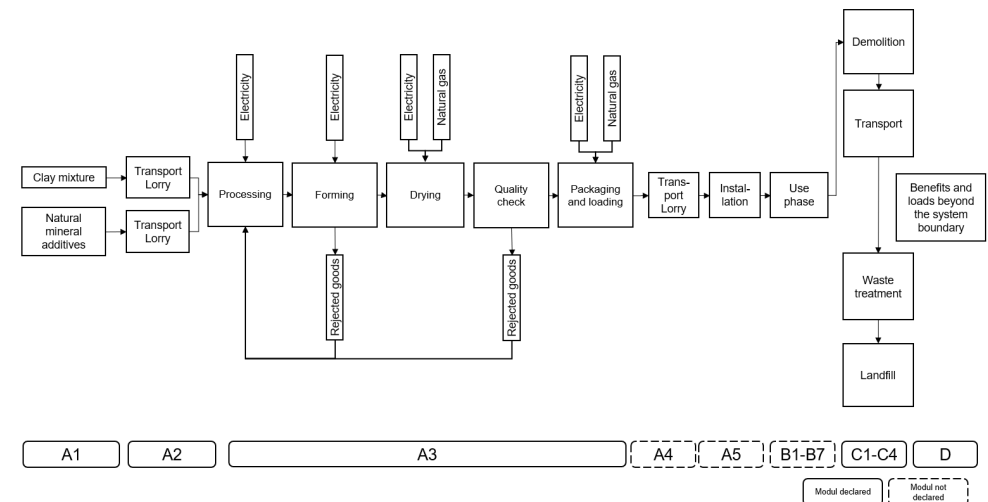 Demolition
Electricity
Electricity
Electricity
Natural gas
Electricity
Natural gas
Transport
Clay mixture
Transport
Lorry
Processing
Forming
Drying
Quality
check
Packaging
and loading
Trans-
port
Lorry
Instal-
lation
Use
phase
Benefits and
loads beyond
the system
boundary
Natural
mineral
additives
Transport
Lorry
Rejected goods
Rejected goods
Waste
treatment
Landfill
A1
A2
A3
A4
A5
B1-B7
C1-C4
D
Modul declared
Modul not
declared